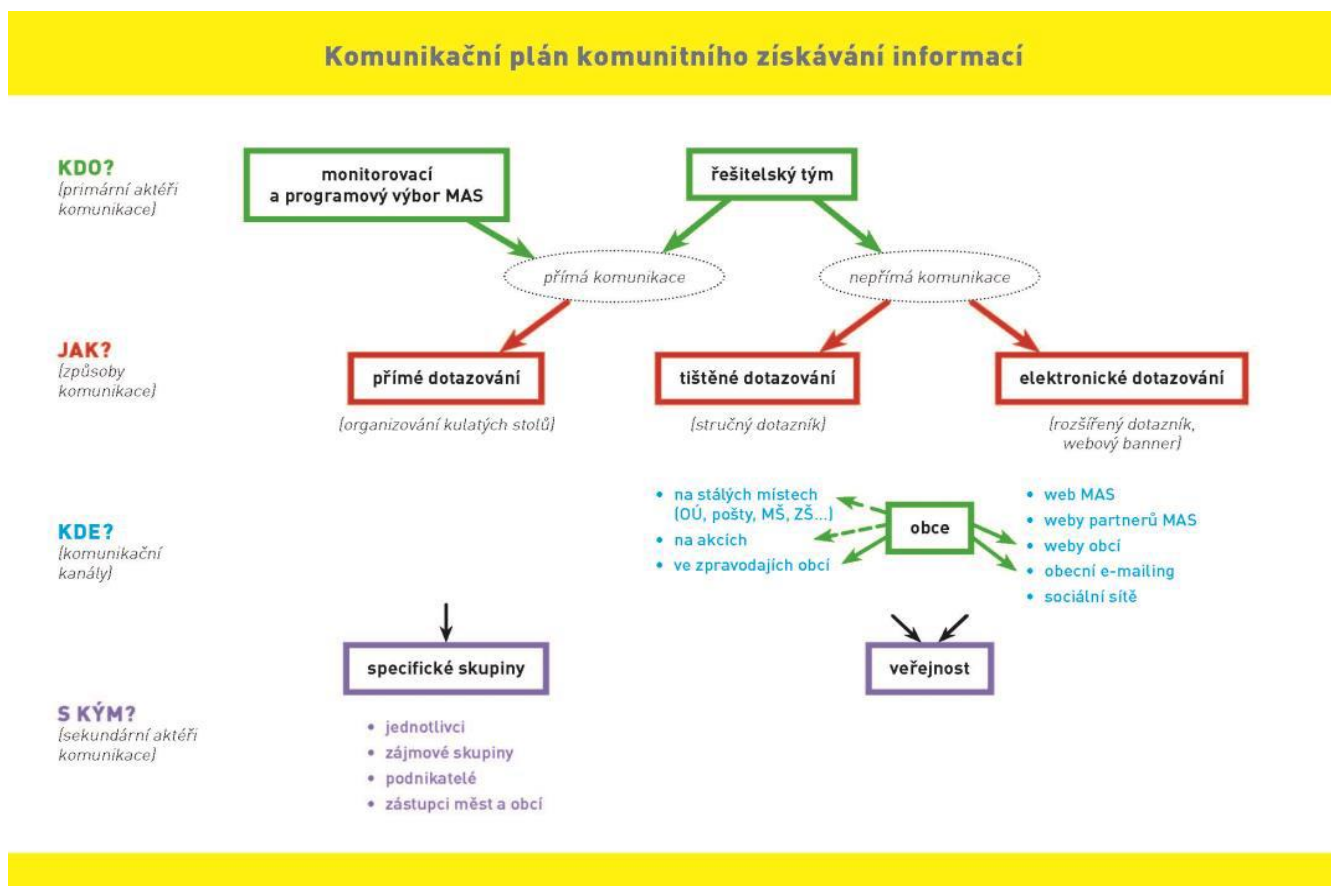 Komunikační plán komunitního získávání informací
KDO?
(primární aktéři
komunikace)
monitorovací
a programový výbor MAS
řešitelský tým
přímá komunikace
nepřímá komunikace
JAK?
(způsoby
komunikace)
přímé dotazování
tištěné dotazování
elektronické dotazování
(organizování kulatých stolů)
(stručný dotazník)
(rozšířený dotazník,
webový banner)
KDE?
(komunikační
kanály)
• na stálých místech
(OÚ, pošty, MŠ, ZŠ...)
• na akcích
• ve zpravodajích obcí
obce
• web MAS
• weby partnerů MAS
• weby obcí
• obecní e-mailing
• sociální sítě
specifické skupiny
veřejnost
S KÝM?
(sekundární aktéři
komunikace)
• jednotlivci
• zájmové skupiny
• podnikatelé
• zástupci měst a obcí